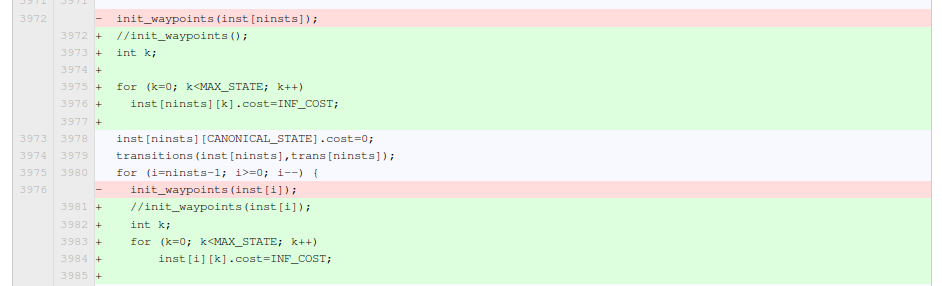 3971 3971
3972 - init_waypoints(inst[ninsts]);
3972 + //init_waypoints();
3973 + int k;
3974 +
3975 + for (k=0; k<MAX_STATE; k++)
3976 + inst[ninsts][k].cost=INF_COST;
3977 +
3973 3978 inst[ninsts][CANONICAL_STATE].cost=0;
3974 3979 transitions(inst[ninsts],trans[ninsts]);
3975 3980 for (i=ninsts-1; i>=0; i--) {
3976 - init_waypoints(inst[i]);
3981 + //init_waypoints(inst[i]);
3982 + int k;
3983 + for (k=0; k<MAX_STATE; k++)
3984 + inst[i][k].cost=INF_COST;
3985 +